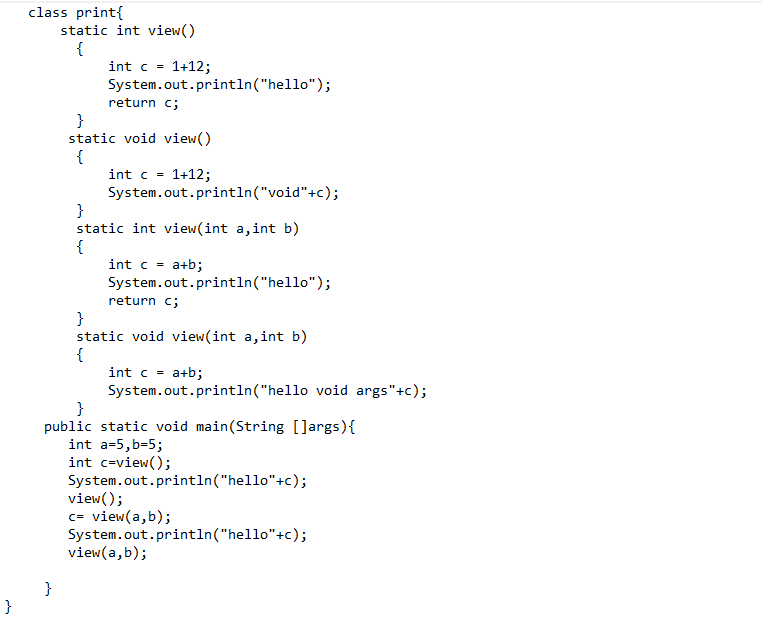 class print{
static int view()
{
int c = 1+12;
System.out.println("hello");
return c;
}
static void view()
{
int c = 1+12;
System.out.println("void"+c);
}
static int view(int a,int b)
{
int c = a+b;
System.out.println("hello");
return c;
}
static void view(int a,int b)
{
int c = a+b;
System.out.println("hello void args"+c);
}
public static void main(String []args){
int a=5,b=5;
int c=view();
System.out.println("hello"+c);
view();
c= view(a,b);
System.out.println("hello"+c);
view(a,b);
}
}